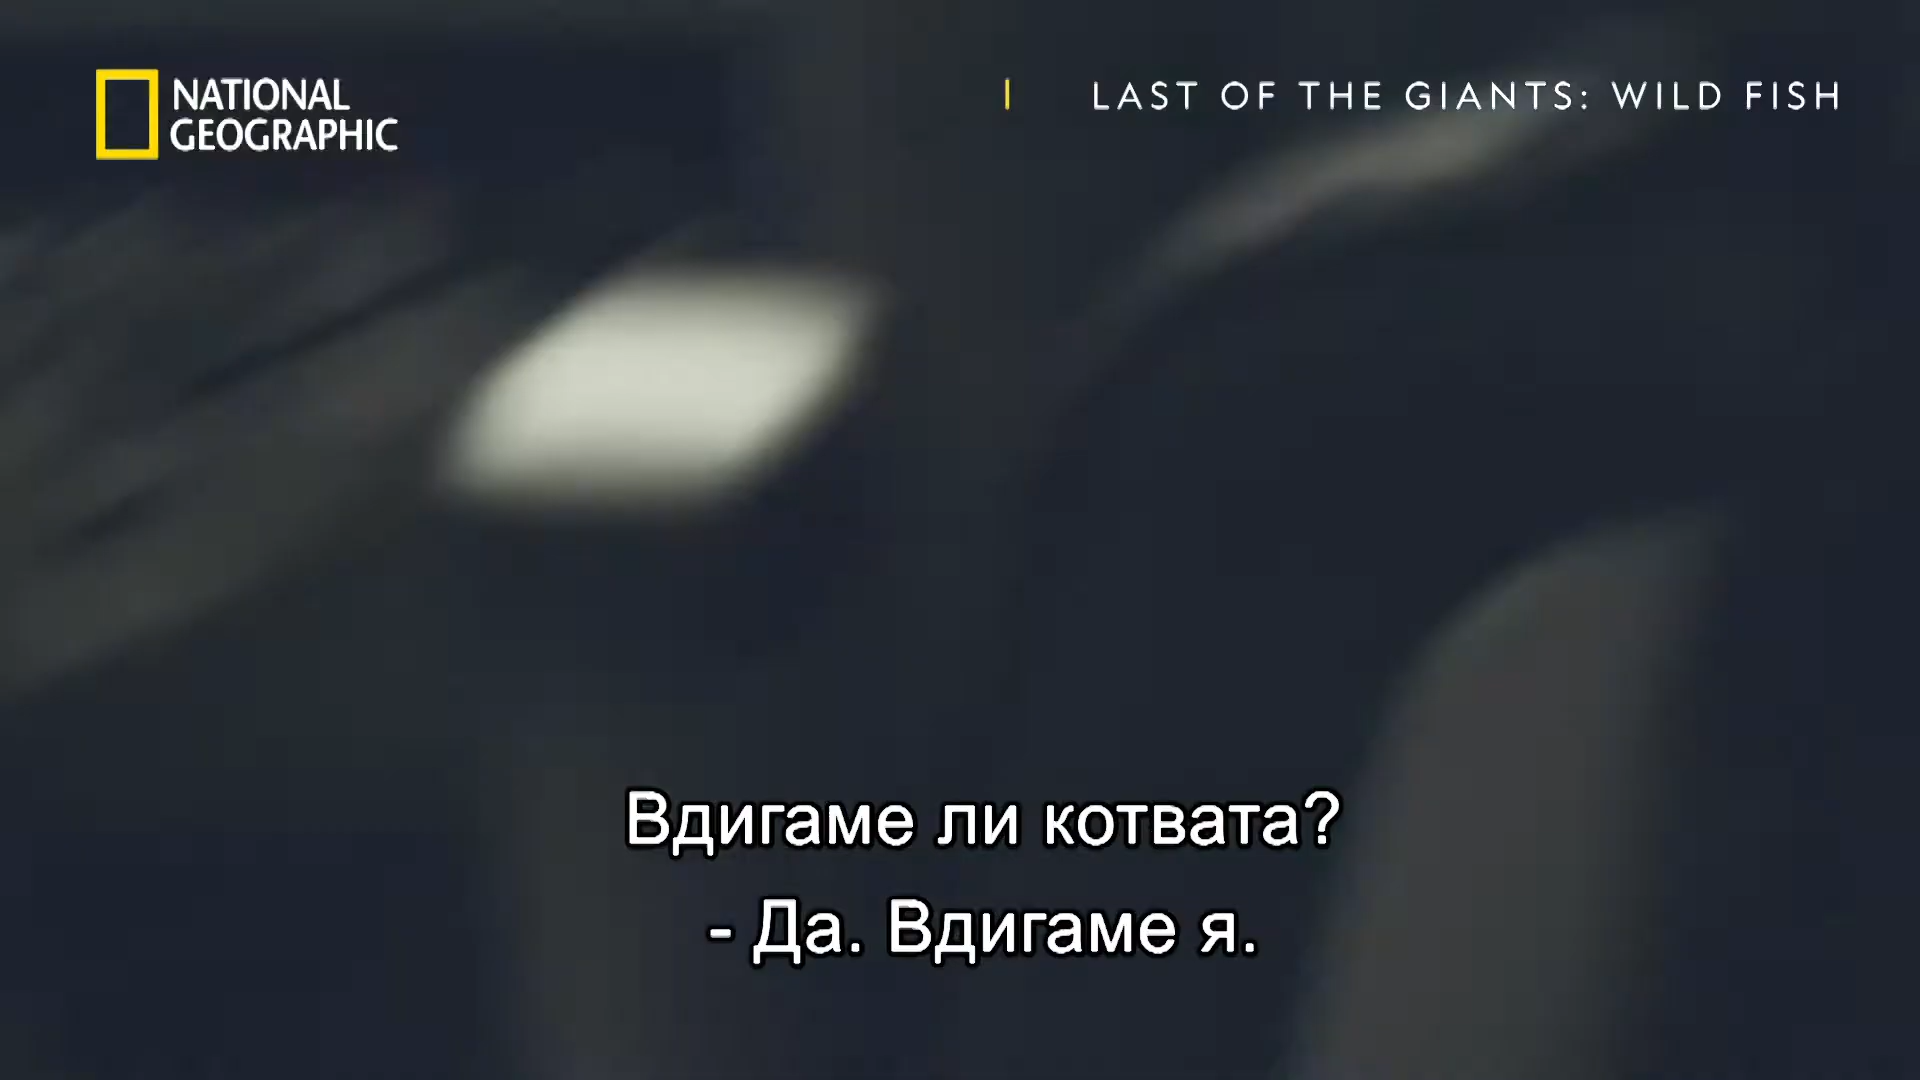 NATIONAL
GEOGRAPHIC
LAST OF THE GIANTS: WILD FISH
Вдигаме ли котвата?
- Да. Вдигаме я.